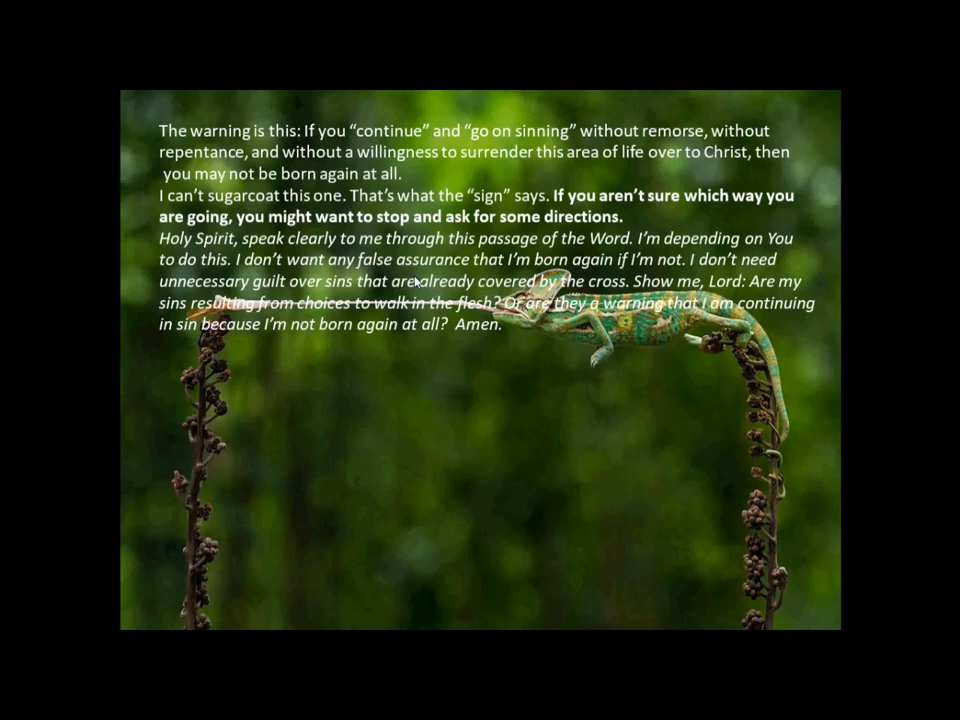 The warning is this: If you “continue” and “go on sinning” without remorse, without
repentance, and without a willingness to surrender this area of life over to Christ, then
you may not be born again at all.
I can’t sugarcoat this one. That’s what the “sign” says. If you aren’t sure which way you
are going, you might want to stop and ask for some directions.
Holy Spirit, speak clearly to me through this passage of the Word. I’m depending on You
to do this. I don’t want any false assurance that I’m born again if I’m not. I don’t need
unnecessary guilt over sins that are already covered by the cross. Show me, Lord: Are my
sins resulting from choices to walk in the flesh? Or are they a warning that I am continuing
in sin because I’m not born again at all? Amen.